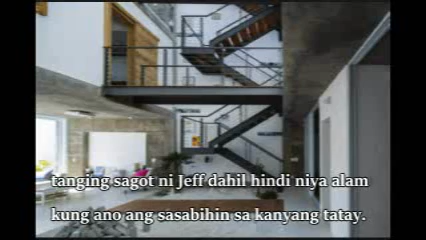 tanging sagot ni Jeff dahil hindi niya alam
kung ano ang sasabihin sa kanyang tatay.